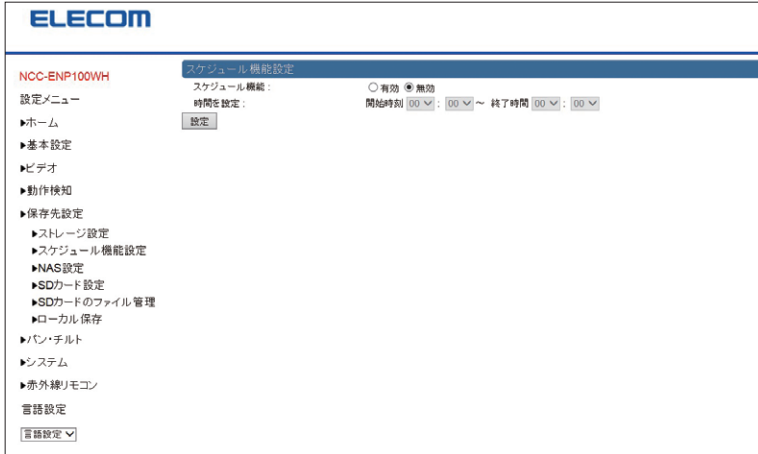 ELECOM
NCC-ENP100WH
設定メニュー
▶ホーム
▶基本設定
▶ビデオ
▶動作検知
▶保存先設定
▶ストレージ設定
▶スケジュール機能設定
▶NAS設定
▶SDカード設定
▶SDカードのファイル管理
▶ローカル保存
▶パン・チルト
▶システム
▶赤外線リモコン
言語設定
言語設定
スケジュール機能設定
スケジュール機能: 有効 無効
時間を設定: 開始時刻 00 : 00 ～ 終了時間 00 : 00
設定